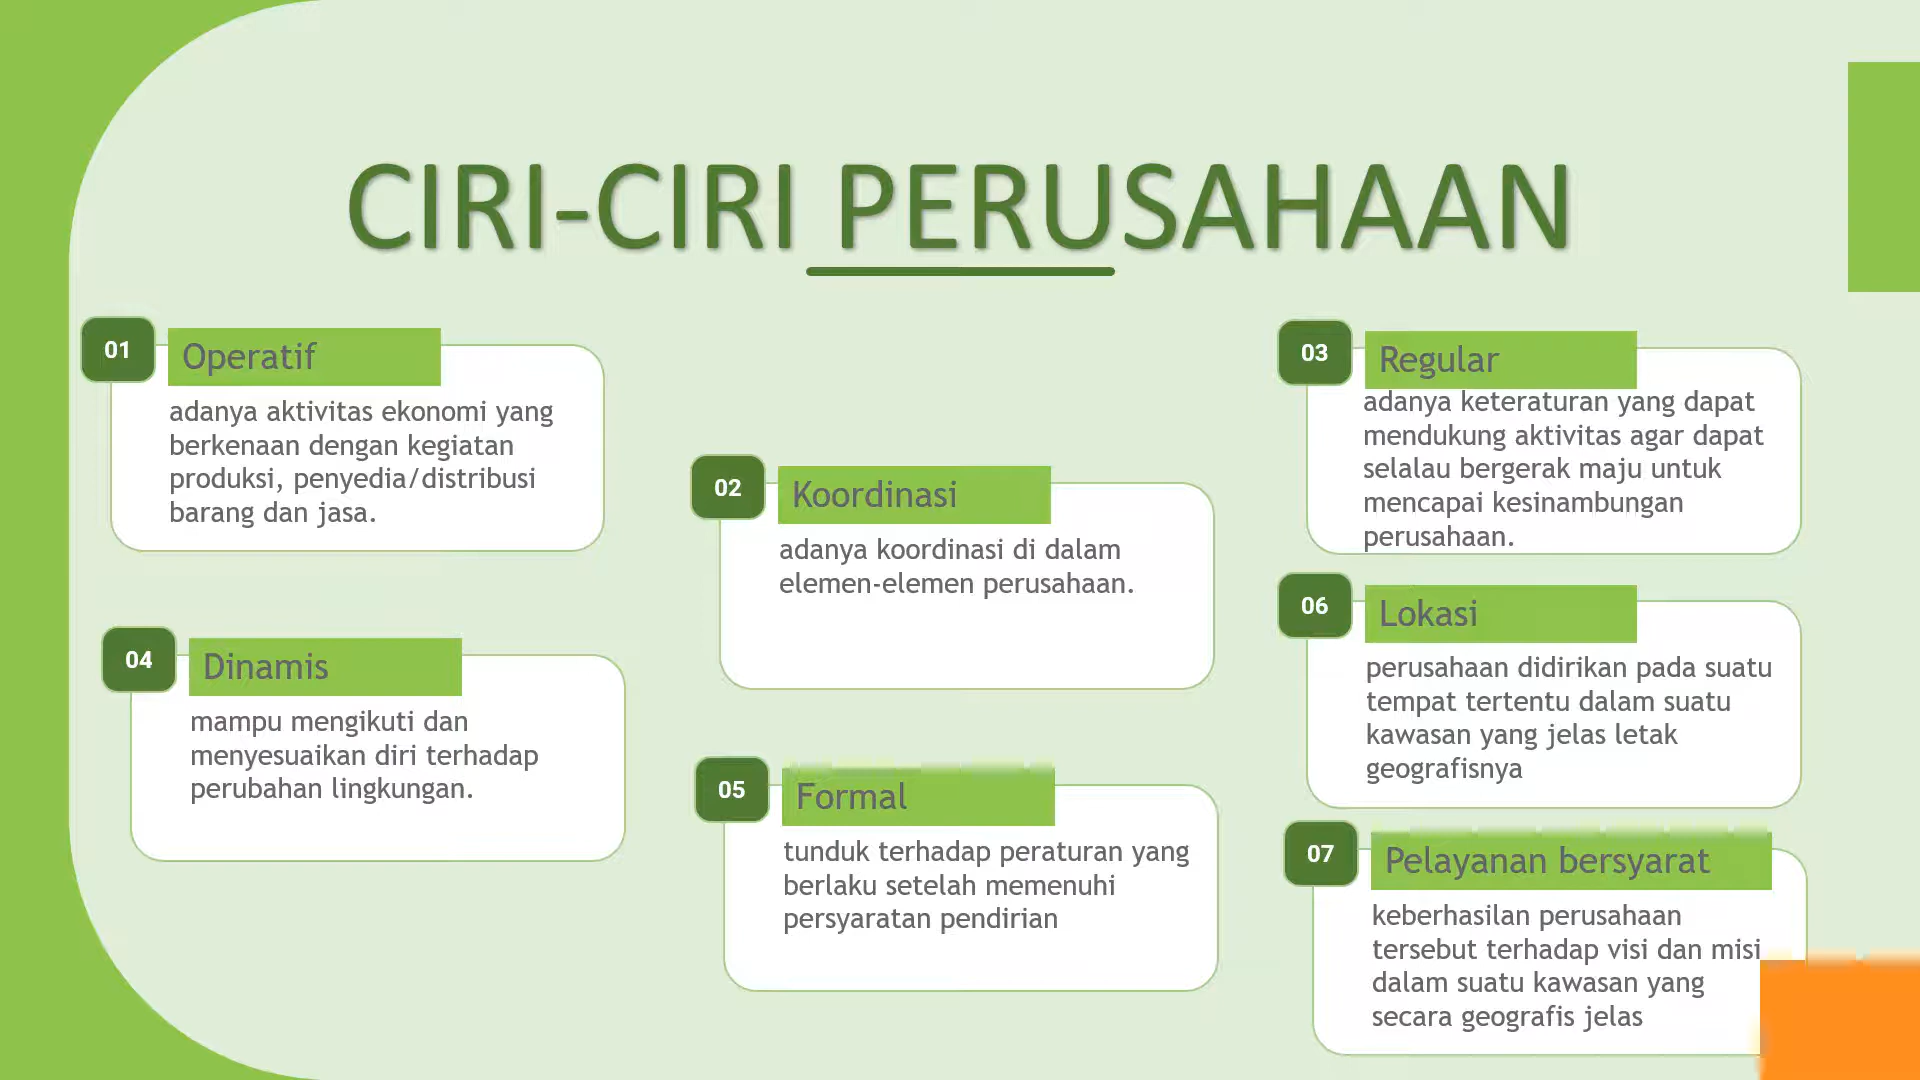 CIRI-CIRI PERUSAHAAN
01
Operatif
adanya aktivitas ekonomi yang
berkenaan dengan kegiatan
produksi, penyedia/distribusi
barang dan jasa.
02
Koordinasi
adanya koordinasi di dalam
elemen-elemen perusahaan.
03
Regular
adanya keteraturan yang dapat
mendukung aktivitas agar dapat
selalau bergerak maju untuk
mencapai kesinambungan
perusahaan.
04
Dinamis
mampu mengikuti dan
menyesuaikan diri terhadap
perubahan lingkungan.
05
Formal
tunduk terhadap peraturan yang
berlaku setelah memenuhi
persyaratan pendirian
06
Lokasi
perusahaan didirikan pada suatu
tempat tertentu dalam suatu
kawasan yang jelas letak
geografisnya
07
Pelayanan bersyarat
keberhasilan perusahaan
tersebut terhadap visi dan misi
dalam suatu kawasan yang
secara geografis jelas